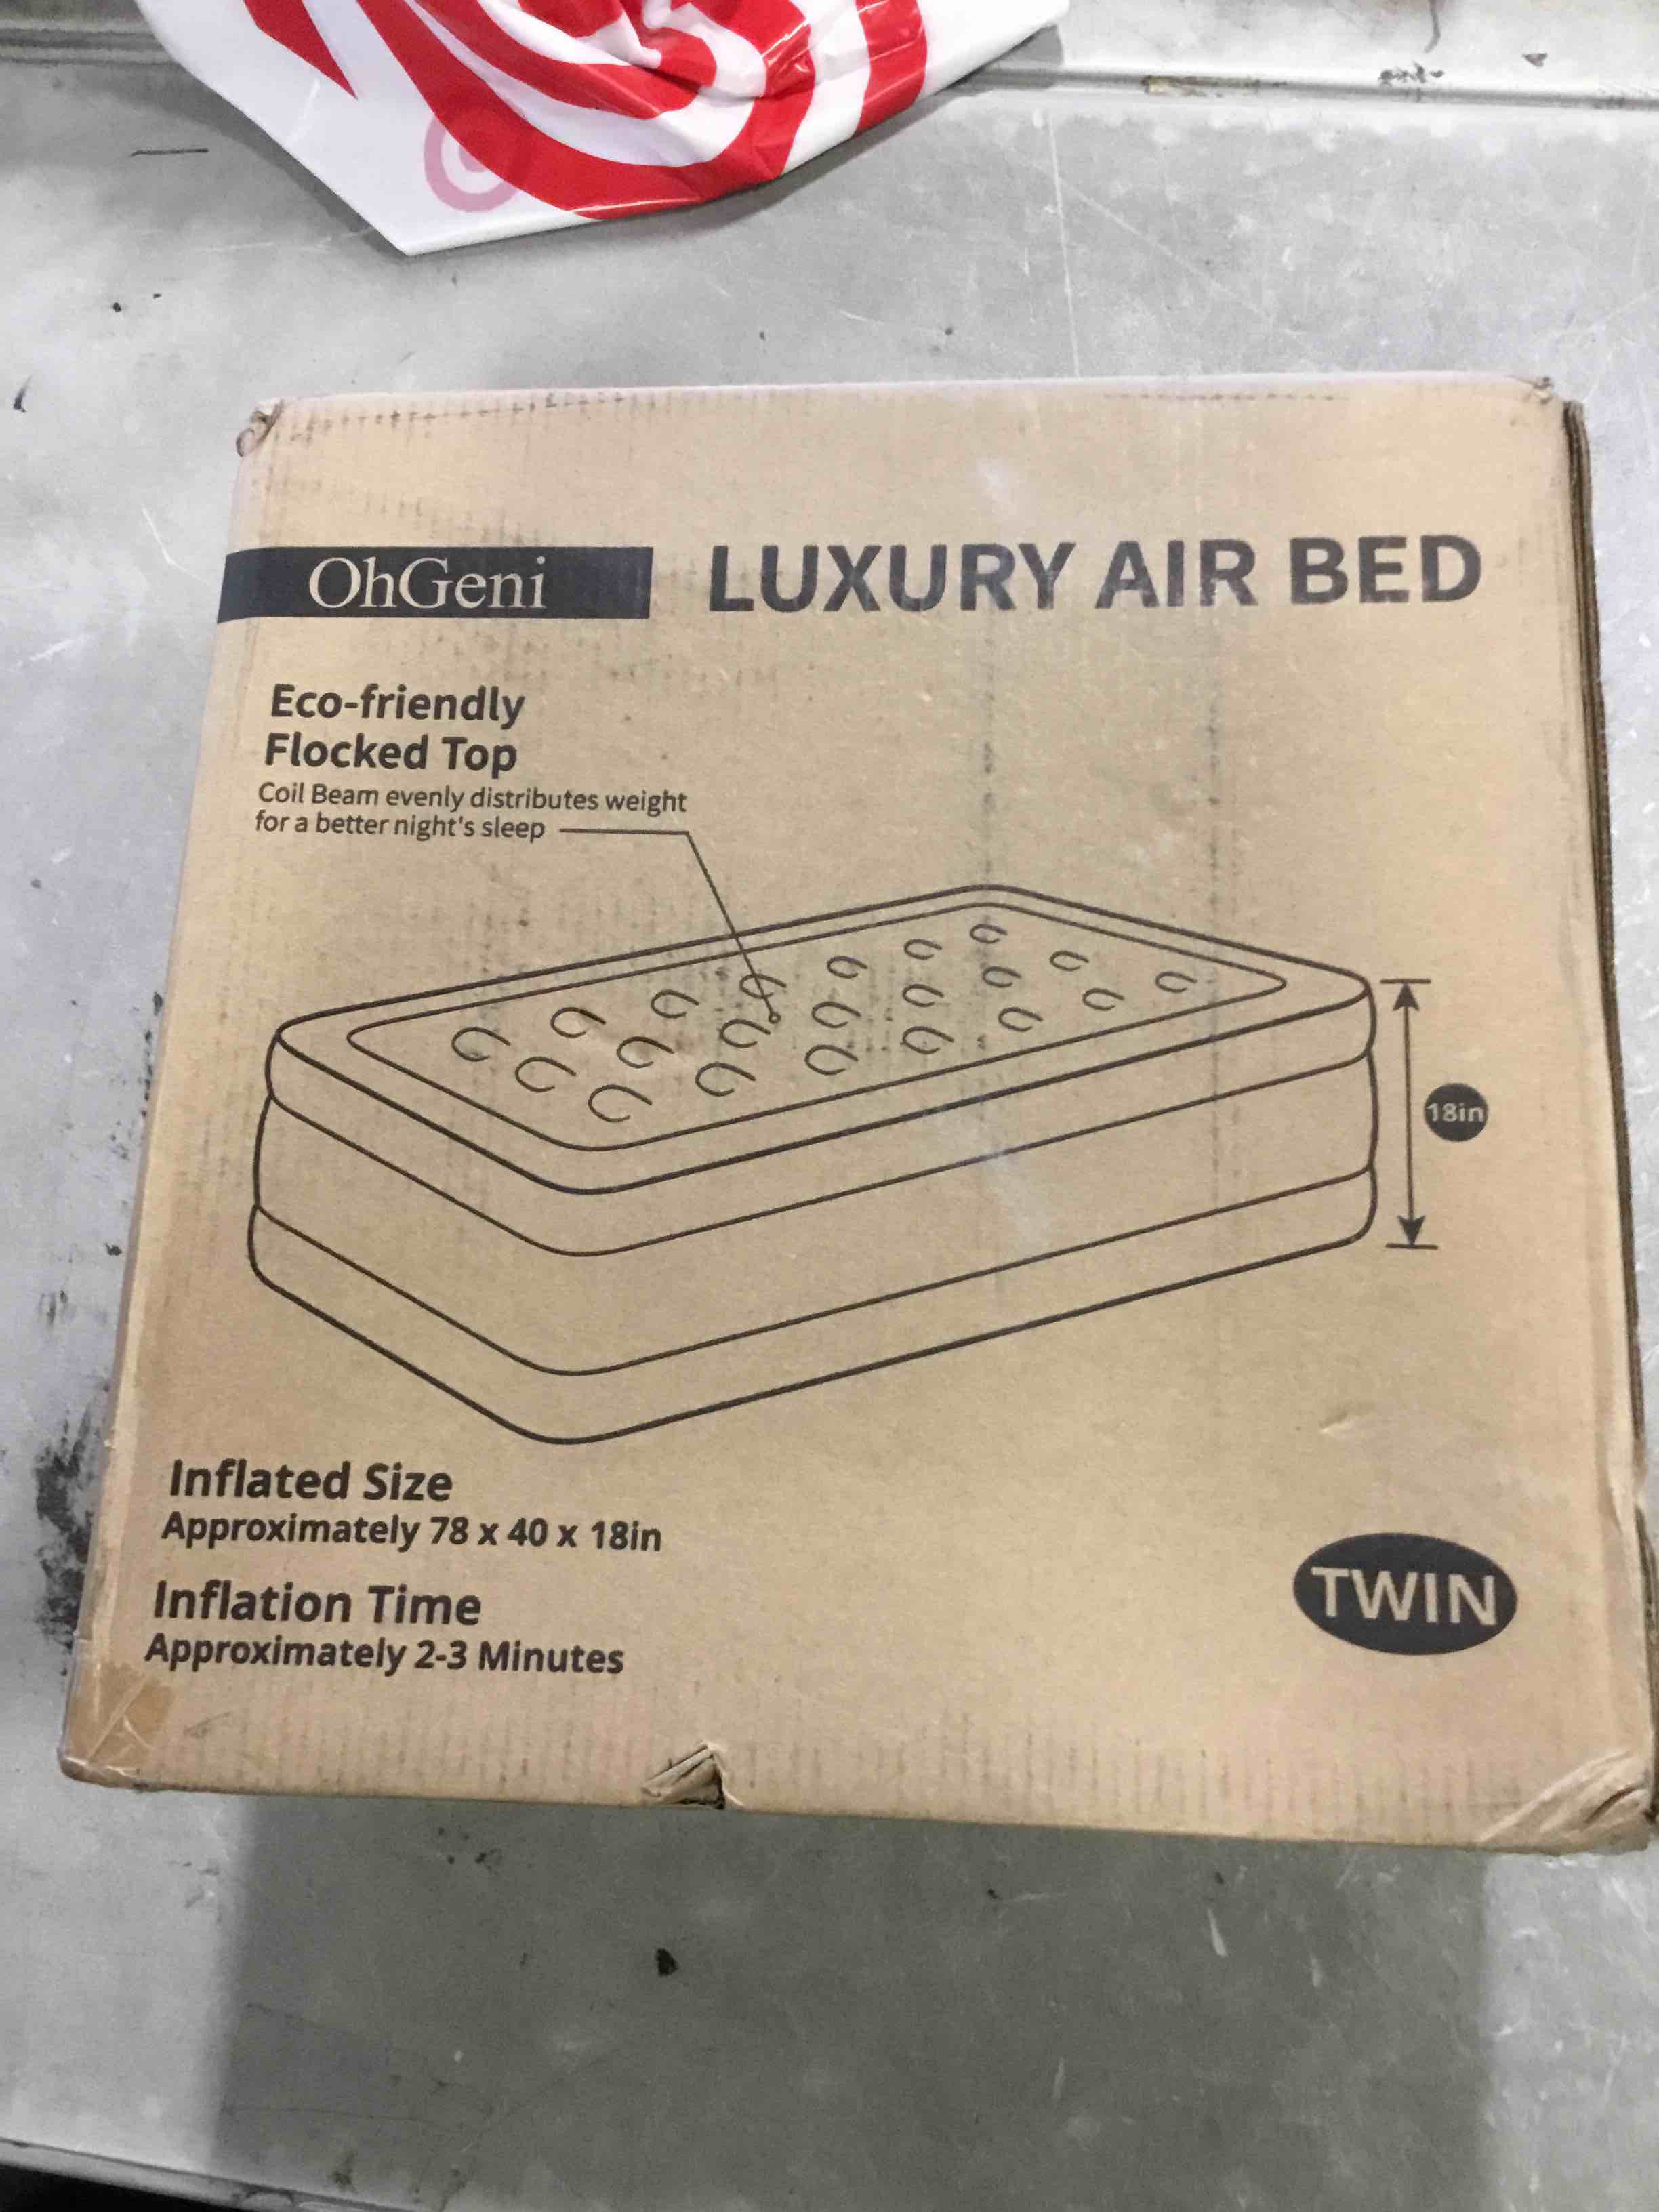 OhGeni LUXURY AIR BED
Eco-friendly
Flocked Top
Coil Beam evenly distributes weight
for a better night's sleep
18in
Inflated Size
Approximately 78 x 40 x 18in
Inflation Time
Approximately 2-3 Minutes
TWIN